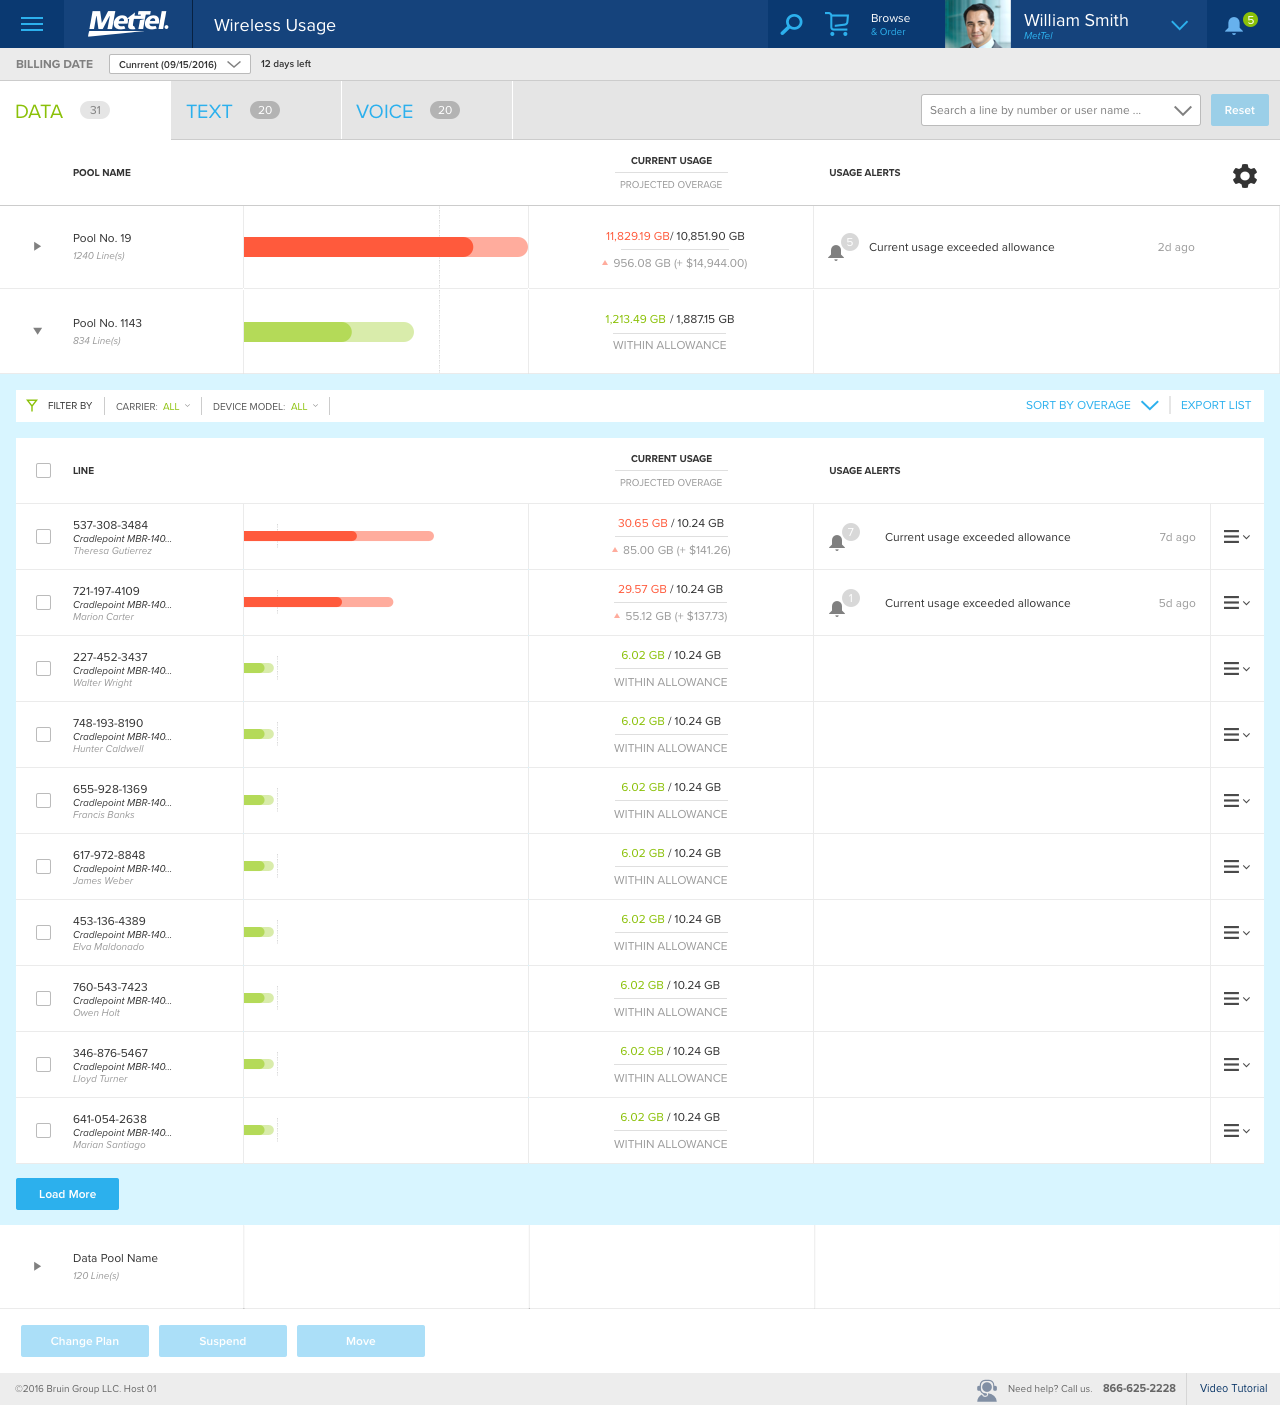 MetTel.
Wireless Usage
Browse
& Order
William Smith
MetTel
5
BILLING DATE
Cunrrent (09/15/2016)
12 days left
DATA 31
TEXT 20
VOICE 20
Search a line by number or user name ...
Reset
POOL NAME
CURRENT USAGE
PROJECTED OVERAGE
USAGE ALERTS
Pool No. 19
1240 Line(s)
11,829.19 GB/ 10,851.90 GB
956.08 GB (+ $14,944.00)
5
Current usage exceeded allowance
2d ago
Pool No. 1143
834 Line(s)
1,213.49 GB / 1,887.15 GB
WITHIN ALLOWANCE
FILTER BY
CARRIER: ALL
DEVICE MODEL: ALL
SORT BY OVERAGE
EXPORT LIST
LINE
CURRENT USAGE
PROJECTED OVERAGE
USAGE ALERTS
537-308-3484
Cradlepoint MBR-140...
Theresa Gutierrez
30.65 GB / 10.24 GB
85.00 GB (+ $141.26)
7
Current usage exceeded allowance
7d ago
721-197-4109
Cradlepoint MBR-140...
Marion Carter
29.57 GB / 10.24 GB
55.12 GB (+ $137.73)
1
Current usage exceeded allowance
5d ago
227-452-3437
Cradlepoint MBR-140...
Walter Wright
6.02 GB / 10.24 GB
WITHIN ALLOWANCE
748-193-8190
Cradlepoint MBR-140...
Hunter Caldwell
6.02 GB / 10.24 GB
WITHIN ALLOWANCE
655-928-1369
Cradlepoint MBR-140...
Francis Banks
6.02 GB / 10.24 GB
WITHIN ALLOWANCE
617-972-8848
Cradlepoint MBR-140...
James Weber
6.02 GB / 10.24 GB
WITHIN ALLOWANCE
453-136-4389
Cradlepoint MBR-140...
Elva Maldonado
6.02 GB / 10.24 GB
WITHIN ALLOWANCE
760-543-7423
Cradlepoint MBR-140...
Owen Holt
6.02 GB / 10.24 GB
WITHIN ALLOWANCE
346-876-5467
Cradlepoint MBR-140...
Lloyd Turner
6.02 GB / 10.24 GB
WITHIN ALLOWANCE
641-054-2638
Cradlepoint MBR-140...
Marian Santiago
6.02 GB / 10.24 GB
WITHIN ALLOWANCE
Load More
Data Pool Name
120 Line(s)
Change Plan
Suspend
Move
©2016 Bruin Group LLC. Host 01
Need help? Call us. 866-625-2228
Video Tutorial